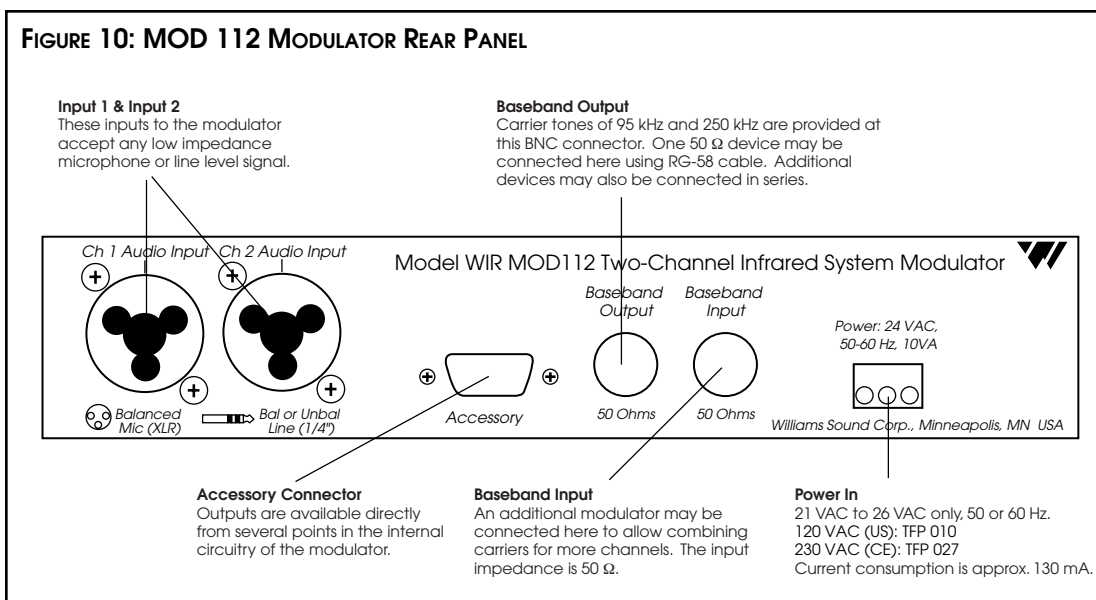 FIGURE 10: MOD 112 MODULATOR REAR PANEL
Input 1 & Input 2
These inputs to the modulator
accept any low impedance
microphone or line level signal.
Baseband Output
Carrier tones of 95 kHz and 250 kHz are provided at
this BNC connector. One 50 Ω device may be
connected here using RG-58 cable. Additional
devices may also be connected in series.
Ch 1 Audio Input
Ch 2 Audio Input
Model WIR MOD112 Two-Channel Infrared System Modulator
Baseband
Output
Baseband
Input
Power: 24 VAC,
50-60 Hz, 10VA
Balanced
Mic (XLR)
Bal or Unbal
Line (1/4")
Accessory
50 Ohms
50 Ohms
Williams Sound Corp., Minneapolis, MN USA
Accessory Connector
Outputs are available directly
from several points in the internal
circuitry of the modulator.
Baseband Input
An additional modulator may be
connected here to allow combining
carriers for more channels. The input
impedance is 50 Ω.
Power In
21 VAC to 26 VAC only, 50 or 60 Hz.
120 VAC (US): TFP 010
230 VAC (CE): TFP 027
Current consumption is approx. 130 mA.